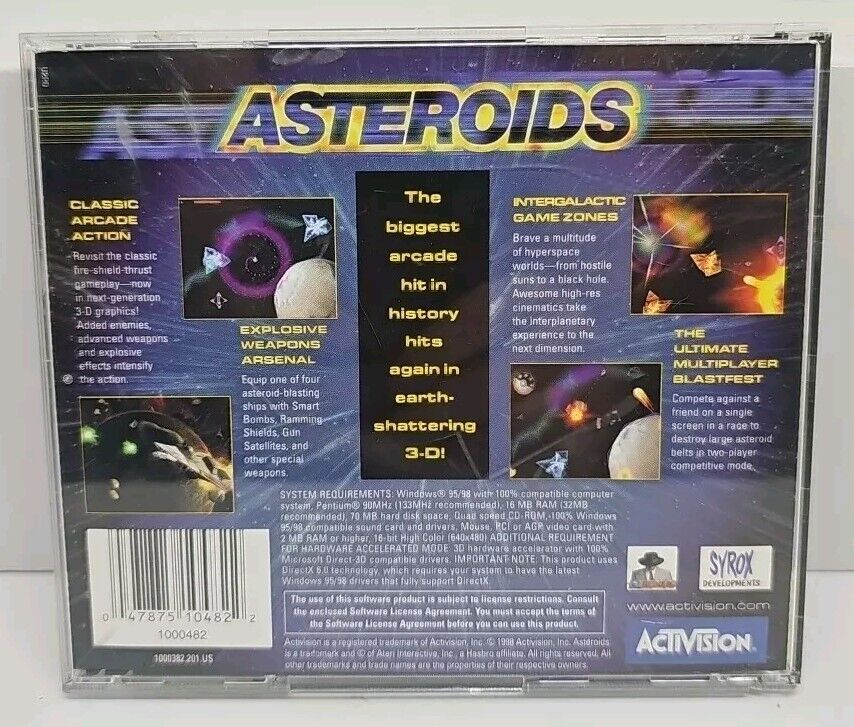 ASTEROIDS™
CLASSIC
ARCADE
ACTION
Revisit the classic
fire-shield-thrust
gameplay—now
in next-generation
3-D graphics!
Added enemies,
advanced weapons
and explosive
effects intensify
the action.
EXPLOSIVE
WEAPONS
ARSENAL
Equip one of four
asteroid-blasting
ships with Smart
Bombs, Ramming
Shields, Gun
Satellites, and
other special
weapons.
The
biggest
arcade
hit in
history
hits
again in
earth-
shattering
3-D!
INTERGALACTIC
GAME ZONES
Brave a multitude
of hyperspace
worlds—from hostile
suns to a black hole.
Awesome high-res
cinematics take
the interplanetary
experience to the
next dimension.
THE
ULTIMATE
MULTIPLAYER
BLASTFEST
Compete against a
friend on a single
screen in a race to
destroy large asteroid
belts in two-player
competitive mode.
SYSTEM REQUIREMENTS: Windows® 95/98 with 100% compatible computer
system, Pentium® 90MHz (133MHz recommended), 16 MB RAM (32MB
recommended), 70 MB hard disk space, Quad speed CD-ROM, 100% Windows
95/98 compatible sound card and drivers, Mouse, PCI or AGP video card with
2 MB RAM or higher, 16-bit High Color (640x480) ADDITIONAL REQUIREMENT
FOR HARDWARE ACCELERATED MODE: 3D hardware accelerator with 100%
Microsoft Direct-3D compatible drivers. IMPORTANT NOTE: This product uses
DirectX 6.0 technology, which requires your system to have the latest
Windows 95/98 drivers that fully support DirectX.
The use of this software product is subject to license restrictions. Consult
the enclosed Software License Agreement. You must accept the terms of
the Software License Agreement before you can use this product.
Activision is a registered trademark of Activision, Inc. © 1998 Activision, Inc. Asteroids
is a trademark and © of Atari Interactive, Inc., a Hasbro affiliate. All rights reserved. All
other trademarks and trade names are the properties of their respective owners.
0 47875 10482 2
1000482
1000382.201.US
SYROX
DEVELOPMENTS
www.activision.com
ACTIVISION.